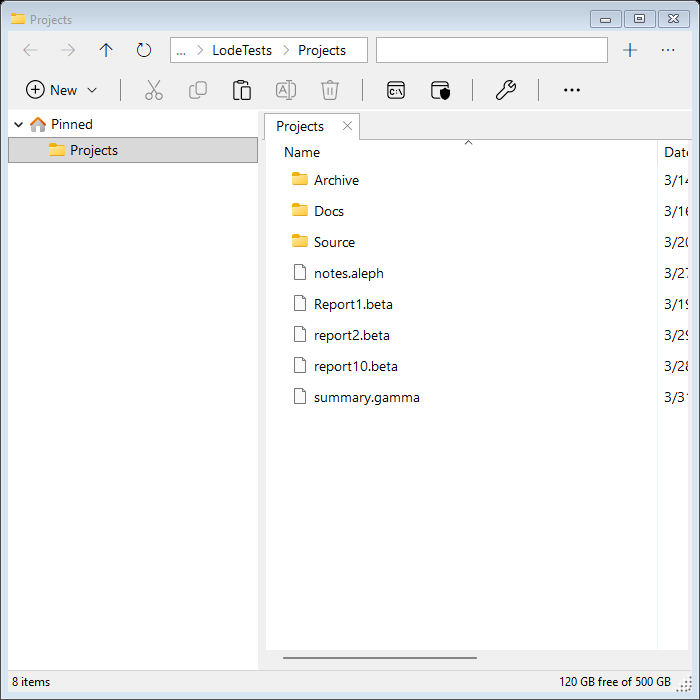 Projects
... LodeTests Projects
New
Pinned
Projects
Projects
Name
Archive
Docs
Source
notes.aleph
Report1.beta
report2.beta
report10.beta
summary.gamma
Date
3/14
3/16
3/20
3/27
3/19
3/29
3/28
3/31
8 items
120 GB free of 500 GB